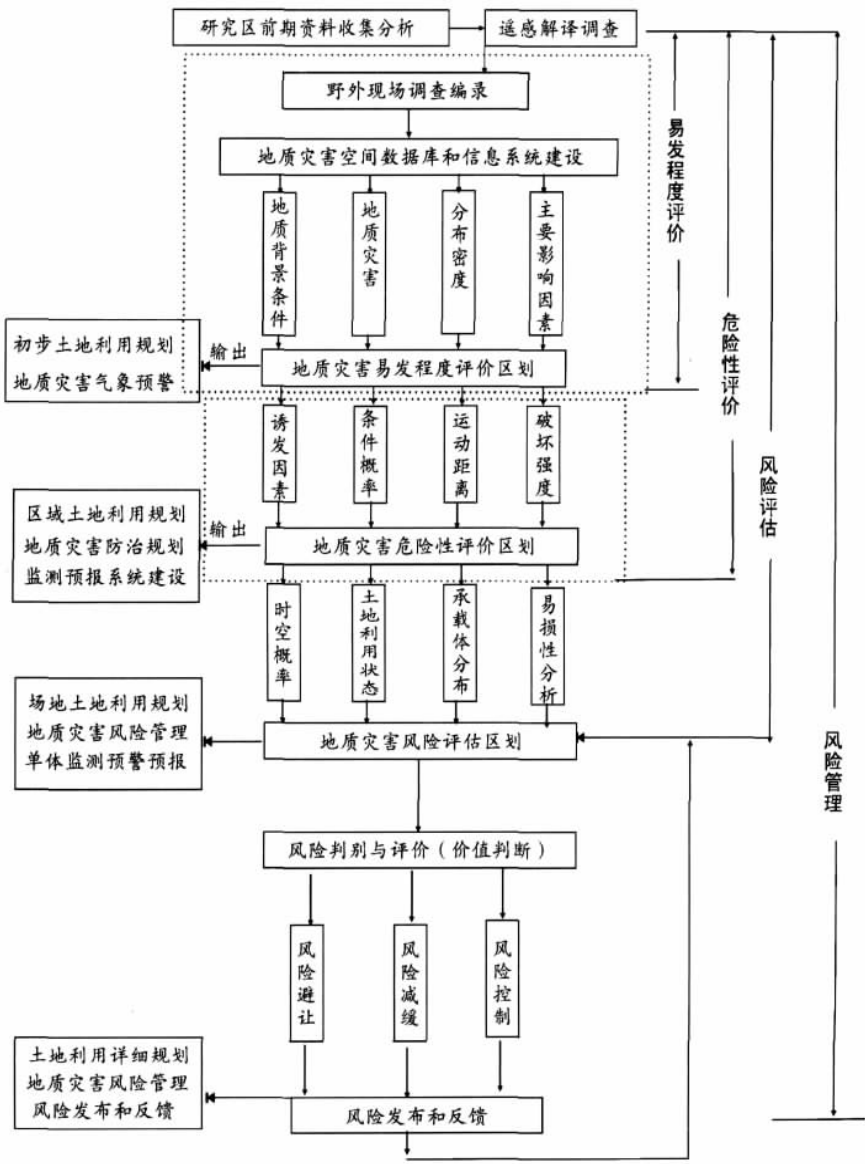 研究区前期资料收集分析
遥感解译调查
野外现场调查编录
地质灾害空间数据库和信息系统建设
地质背景条件
地质灾害
分布密度
主要影响因素
易发程度评价
初步土地利用规划
地质灾害气象预警
输出
地质灾害易发程度评价区划
危险性评价
诱发因素
条件概率
运动距离
破坏强度
风险评估
区域土地利用规划
地质灾害防治规划
监测预报系统建设
输出
地质灾害危险性评价区划
时空概率
土地利用状态
承载体分布
易损性分析
场地土地利用规划
地质灾害风险管理
单体监测预警预报
地质灾害风险评估区划
风险管理
风险判别与评价（价值判断）
风险避让
风险减缓
风险控制
土地利用详细规划
地质灾害风险管理
风险发布和反馈
风险发布和反馈